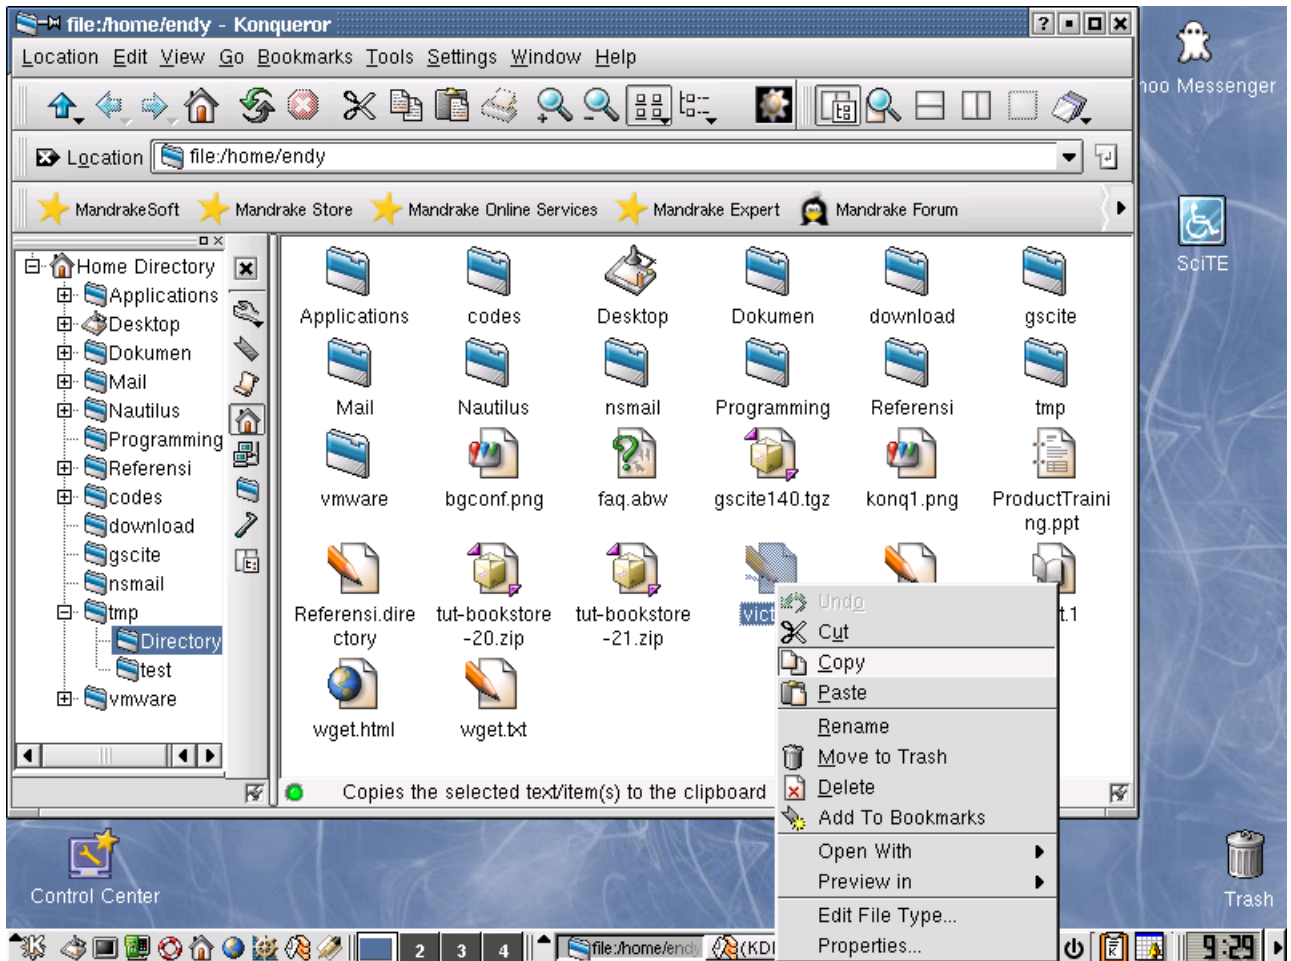 file:/home/endy - Konqueror
Location Edit View Go Bookmarks Tools Settings Window Help
Location file:/home/endy
MandrakeSoft Mandrake Store Mandrake Online Services Mandrake Expert Mandrake Forum
Home Directory
Applications
Desktop
Dokumen
Mail
Nautilus
Programming
Referensi
codes
download
gscite
nsmail
tmp
Directory
test
vmware
Applications codes Desktop Dokumen download gscite
Mail Nautilus nsmail Programming Referensi tmp
vmware bgconf.png faq.abw gscite140.tgz konq1.png ProductTraini
ng.ppt
Referensi.dire tut-bookstore tut-bookstore
ctory -20.zip -21.zip
wget.html wget.txt
Undo
Cut
Copy
Paste
Rename
Move to Trash
Delete
Add To Bookmarks
Open With
Preview in
Edit File Type...
Properties...
Copies the selected text/item(s) to the clipboard
Messenger
SciTE
Control Center
Trash
2 3 4 file:/home/endy 9:29